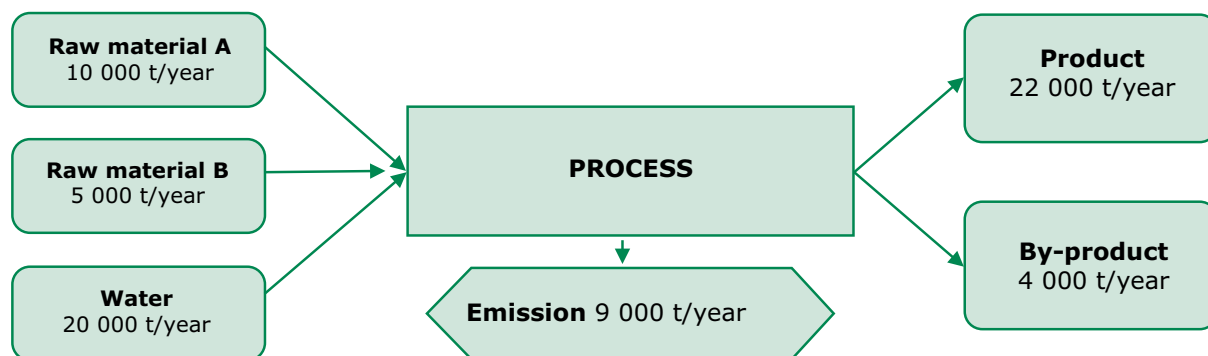 Raw material A
10 000 t/year
Raw material B
5 000 t/year
Water
20 000 t/year
PROCESS
Emission 9 000 t/year
Product
22 000 t/year
By-product
4 000 t/year